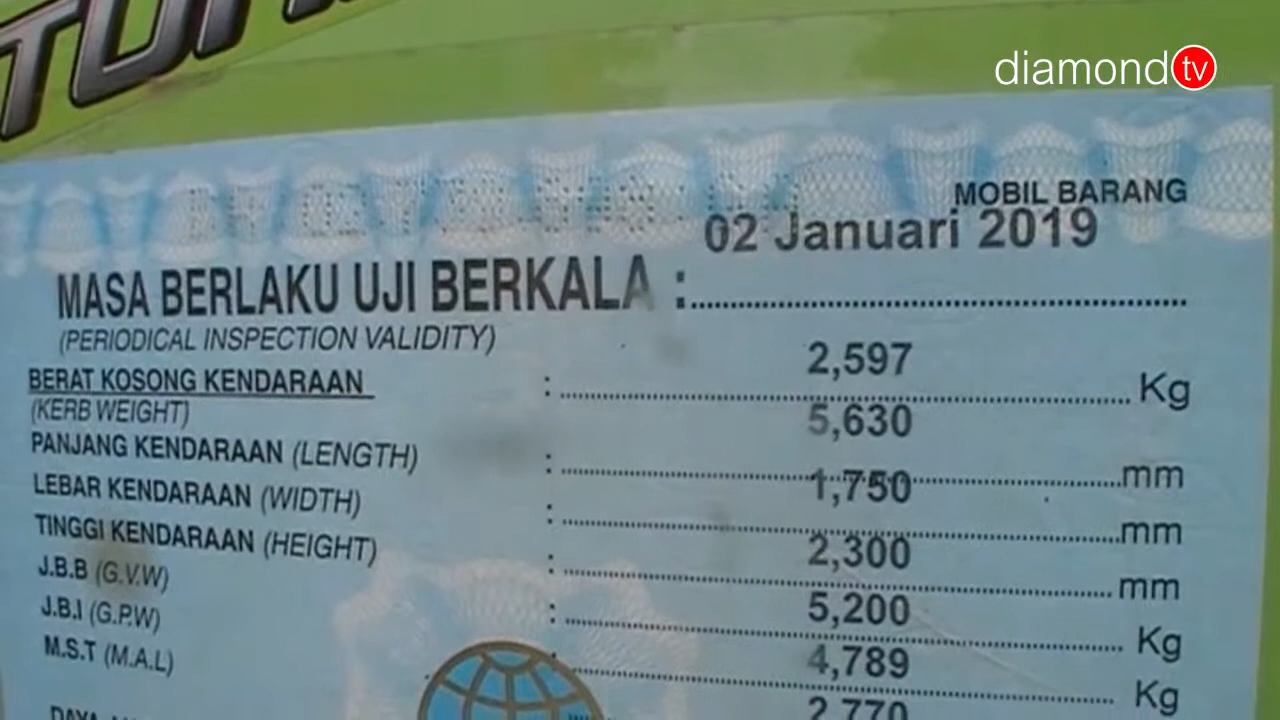 diamond tv
MOBIL BARANG
02 Januari 2019
MASA BERLAKU UJI BERKALA :
(PERIODICAL INSPECTION VALIDITY)
2,597
BERAT KOSONG KENDARAAN : Kg
(KERB WEIGHT)
5,630
PANJANG KENDARAAN (LENGTH) : mm
1,750
LEBAR KENDARAAN (WIDTH) : mm
2,300
TINGGI KENDARAAN (HEIGHT) : mm
5,200
J.B.B (G.V.W) : Kg
4,789
J.B.I (G.P.W) : Kg
2,770
M.S.T (M.A.L)